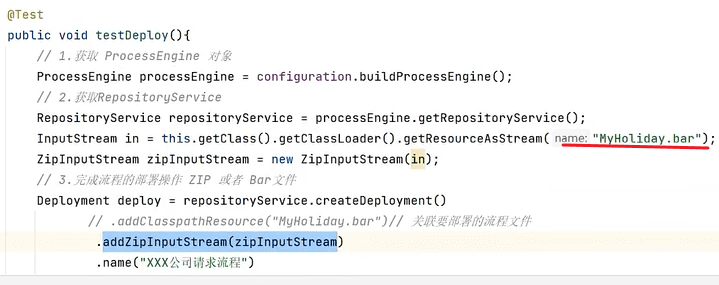 @Test
public void testDeploy(){
// 1.获取 ProcessEngine 对象
ProcessEngine processEngine = configuration.buildProcessEngine();
// 2.获取RepositoryService
RepositoryService repositoryService = processEngine.getRepositoryService();
InputStream in = this.getClass().getClassLoader().getResourceAsStream( name: "MyHoliday.bar");
ZipInputStream zipInputStream = new ZipInputStream(in);
// 3.完成流程的部署操作 ZIP 或者 Bar文件
Deployment deploy = repositoryService.createDeployment()
// .addClasspathResource("MyHoliday.bar")// 关联要部署的流程文件
.addZipInputStream(zipInputStream)
.name("XXX公司请求流程")